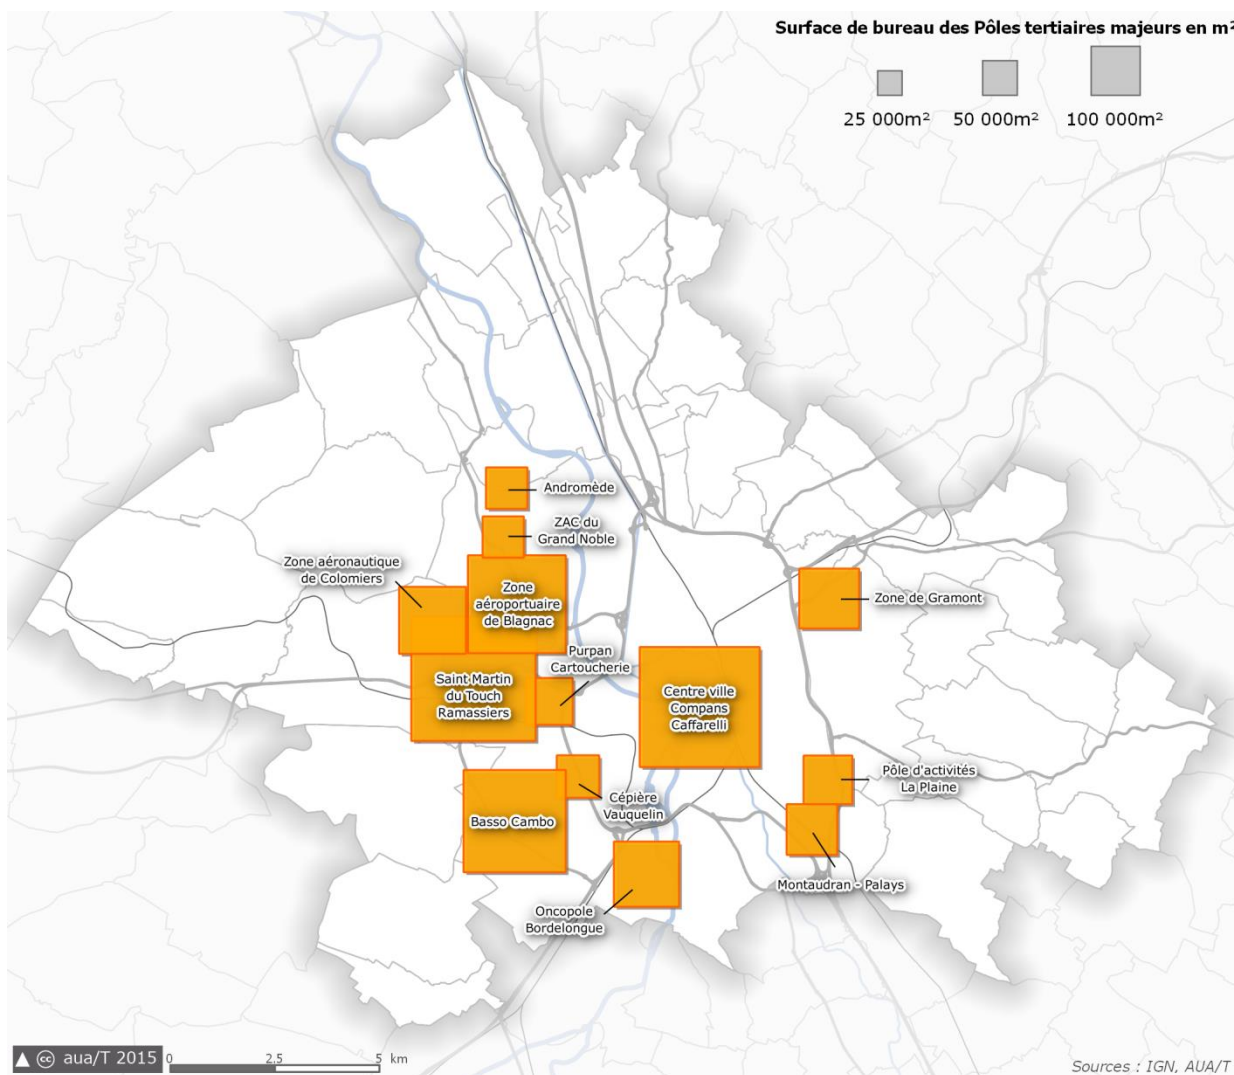 Surface de bureau des Pôles tertiaires majeurs en m²
25 000m²
50 000m²
100 000m²
Andromède
ZAC du
Grand Noble
Zone aéronautique
de Colomiers
Zone
aéroportuaire
de Blagnac
Zone de Gramont
Purpan
Cartoucherie
Saint-Martin
du Touch
Ramassiers
Centre ville
Compans
Caffarelli
Pôle d'activités
La Plaine
Cépière
Vauquelin
Basso Cambo
Montaudran - Palays
Oncopole
Bordelongue
cc aua/T 2015
0 2.5 5 km
Sources : IGN, AUA/T